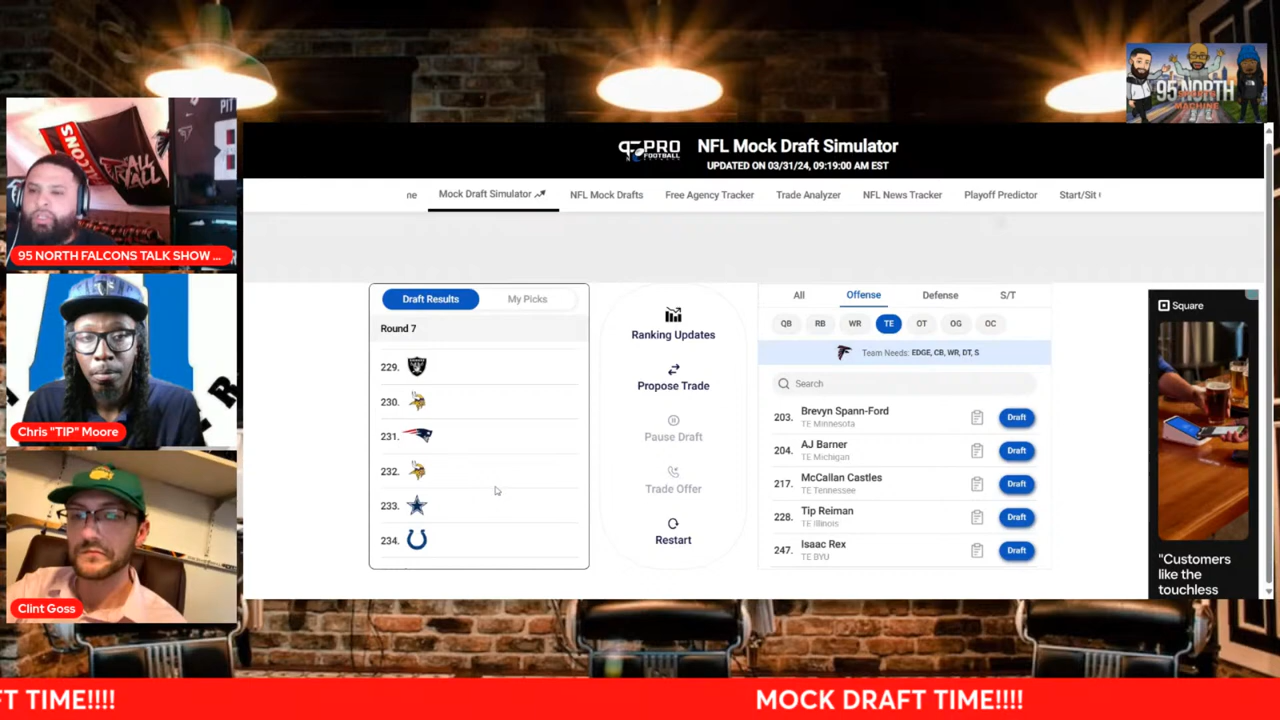 95 NORTH
SPORTS
MACHINE
PIT
FALCONS
95 NORTH FALCONS TALK SHOW ...
Chris "TIP" Moore
Clint Goss
PRO
FOOTBALL
NFL Mock Draft Simulator
UPDATED ON 03/31/24, 09:19:00 AM EST
ne Mock Draft Simulator NFL Mock Drafts Free Agency Tracker Trade Analyzer NFL News Tracker Playoff Predictor Start/Sit
Draft Results My Picks
Round 7
229.
230.
231.
232.
233.
234.
Ranking Updates
Propose Trade
Pause Draft
Trade Offer
Restart
All Offense Defense S/T
QB RB WR TE OT OG OC
Team Needs: EDGE, CB, WR, DT, S
Search
203. Brevyn Spann-Ford Draft
TE Minnesota
204. AJ Barner Draft
TE Michigan
217. McCallan Castles Draft
TE Tennessee
228. Tip Reiman Draft
TE Illinois
247. Isaac Rex Draft
TE BYU
Square
"Customers
like the
touchless
FT TIME!!!! MOCK DRAFT TIME!!!!